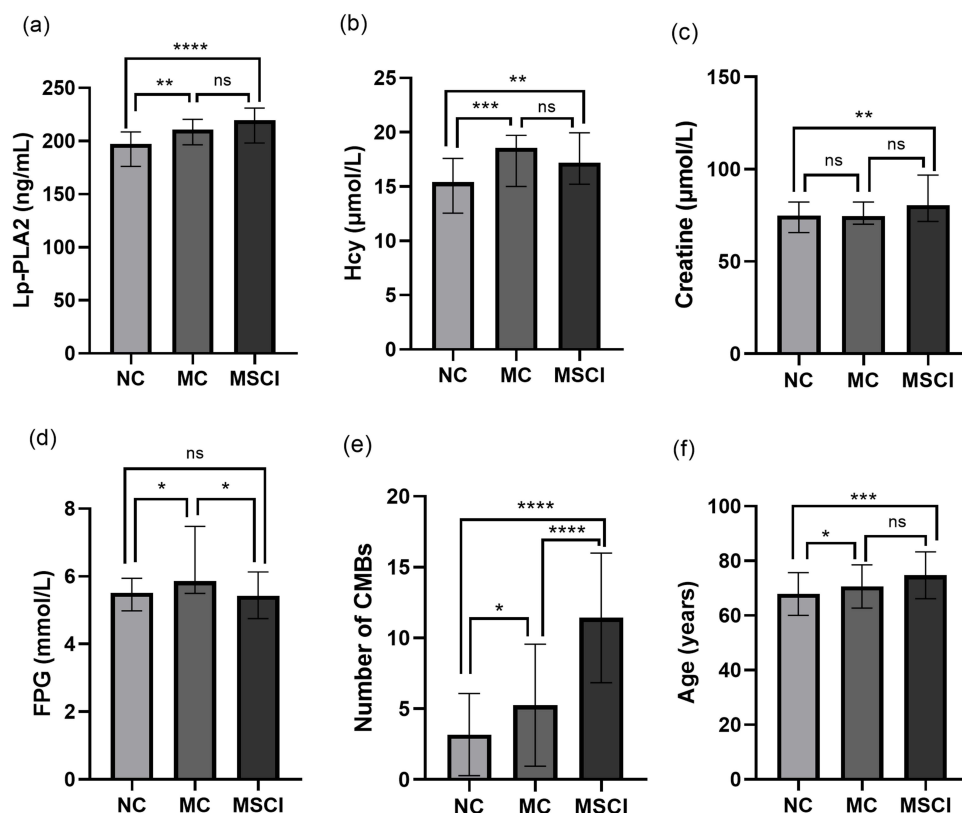 (a)
****
**
ns
Lp-PLA2 (ng/mL)
250
200
150
100
50
0
NC MC MSCI
(b)
**
***
ns
Hcy (µmol/L)
25
20
15
10
5
0
NC MC MSCI
(c)
**
ns
ns
Creatine (µmol/L)
150
100
50
0
NC MC MSCI
(d)
ns
*
*
FPG (mmol/L)
8
6
4
2
0
NC MC MSCI
(e)
****
****
*
Number of CMBs
20
15
10
5
0
NC MC MSCI
(f)
***
*
ns
Age (years)
100
80
60
40
20
0
NC MC MSCI